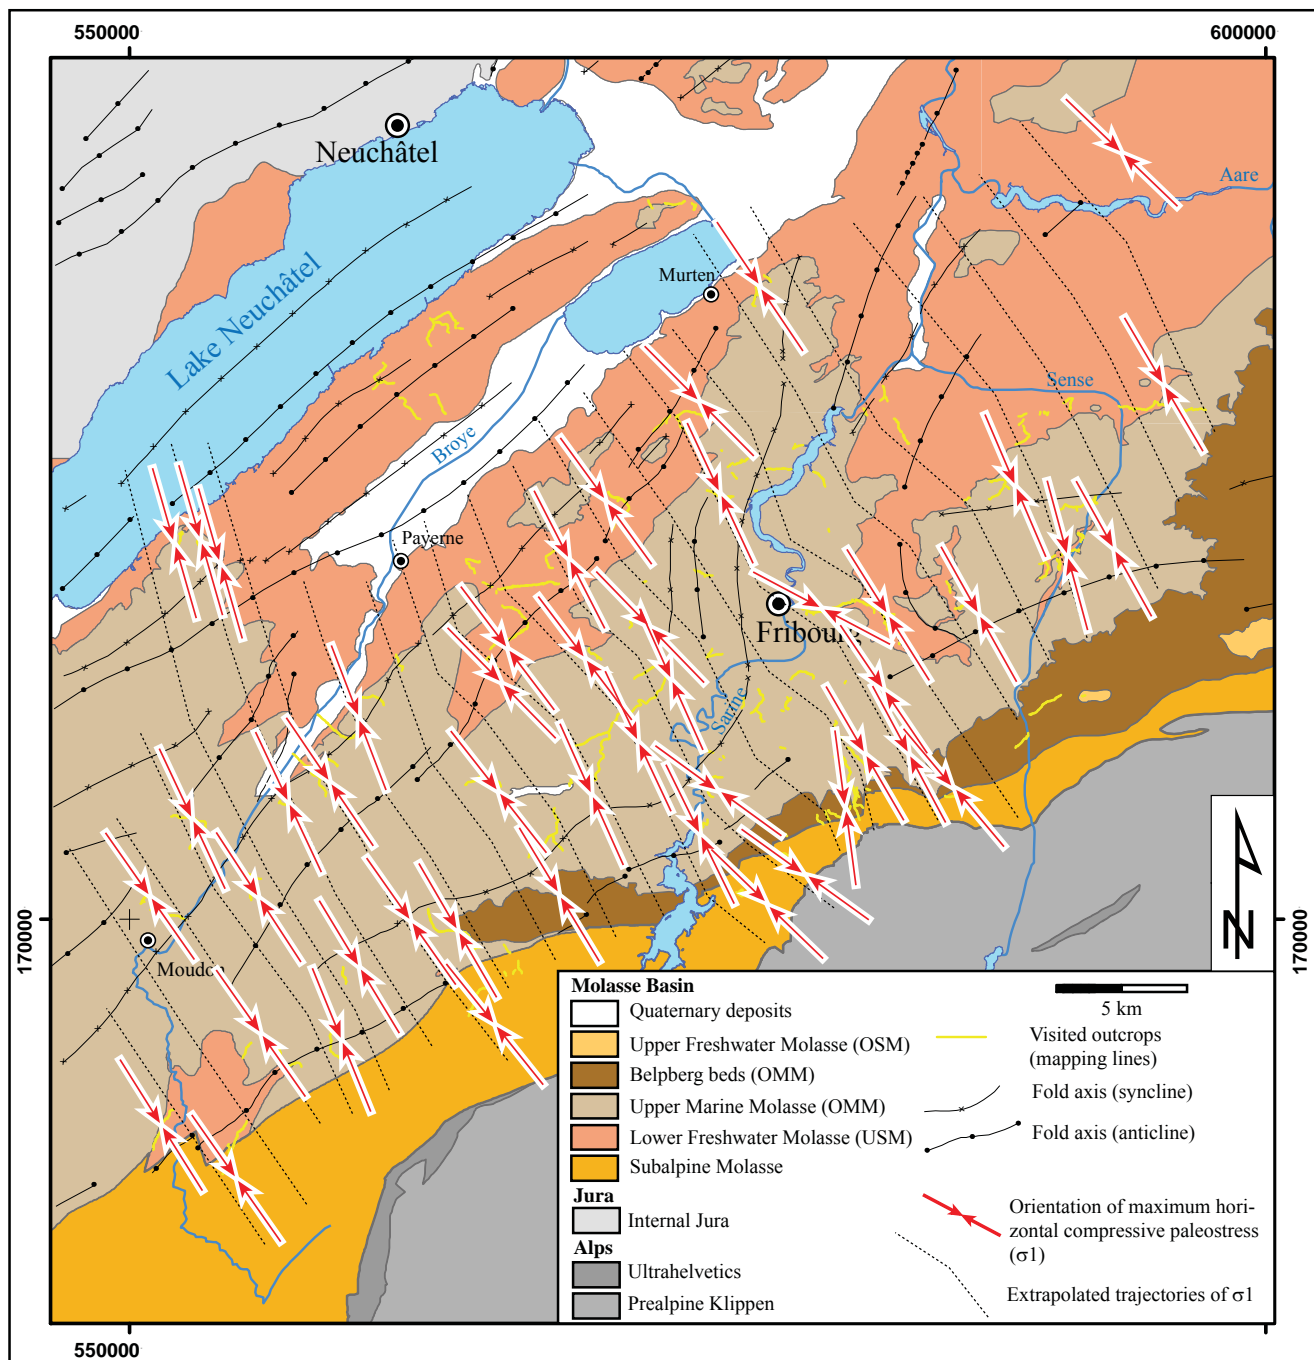 550000
600000
Neuchâtel
Aare
Lake Neuchâtel
Murten
Sense
Broye
Payerne
Fribourg
Sarine
170000
170000
Moudon
N
Molasse Basin
Quaternary deposits
Upper Freshwater Molasse (OSM)
Belpberg beds (OMM)
Upper Marine Molasse (OMM)
Lower Freshwater Molasse (USM)
Subalpine Molasse
Jura
Internal Jura
Alps
Ultrahelvetics
Prealpine Klippen
5 km
Visited outcrops
(mapping lines)
Fold axis (syncline)
Fold axis (anticline)
Orientation of maximum hori-
zontal compressive paleostress
(σ1)
Extrapolated trajectories of σ1
550000